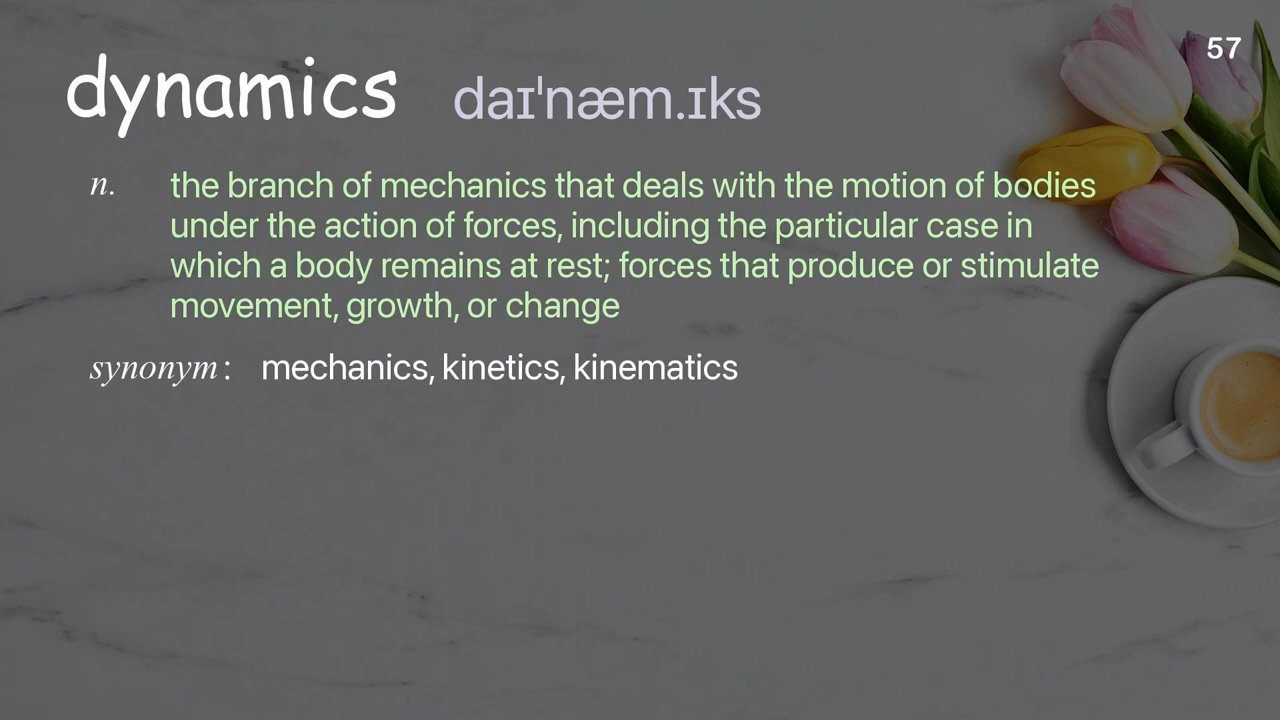 57
dynamics daɪˈnæm.ɪks
n. the branch of mechanics that deals with the motion of bodies
under the action of forces, including the particular case in
which a body remains at rest; forces that produce or stimulate
movement, growth, or change
synonym: mechanics, kinetics, kinematics